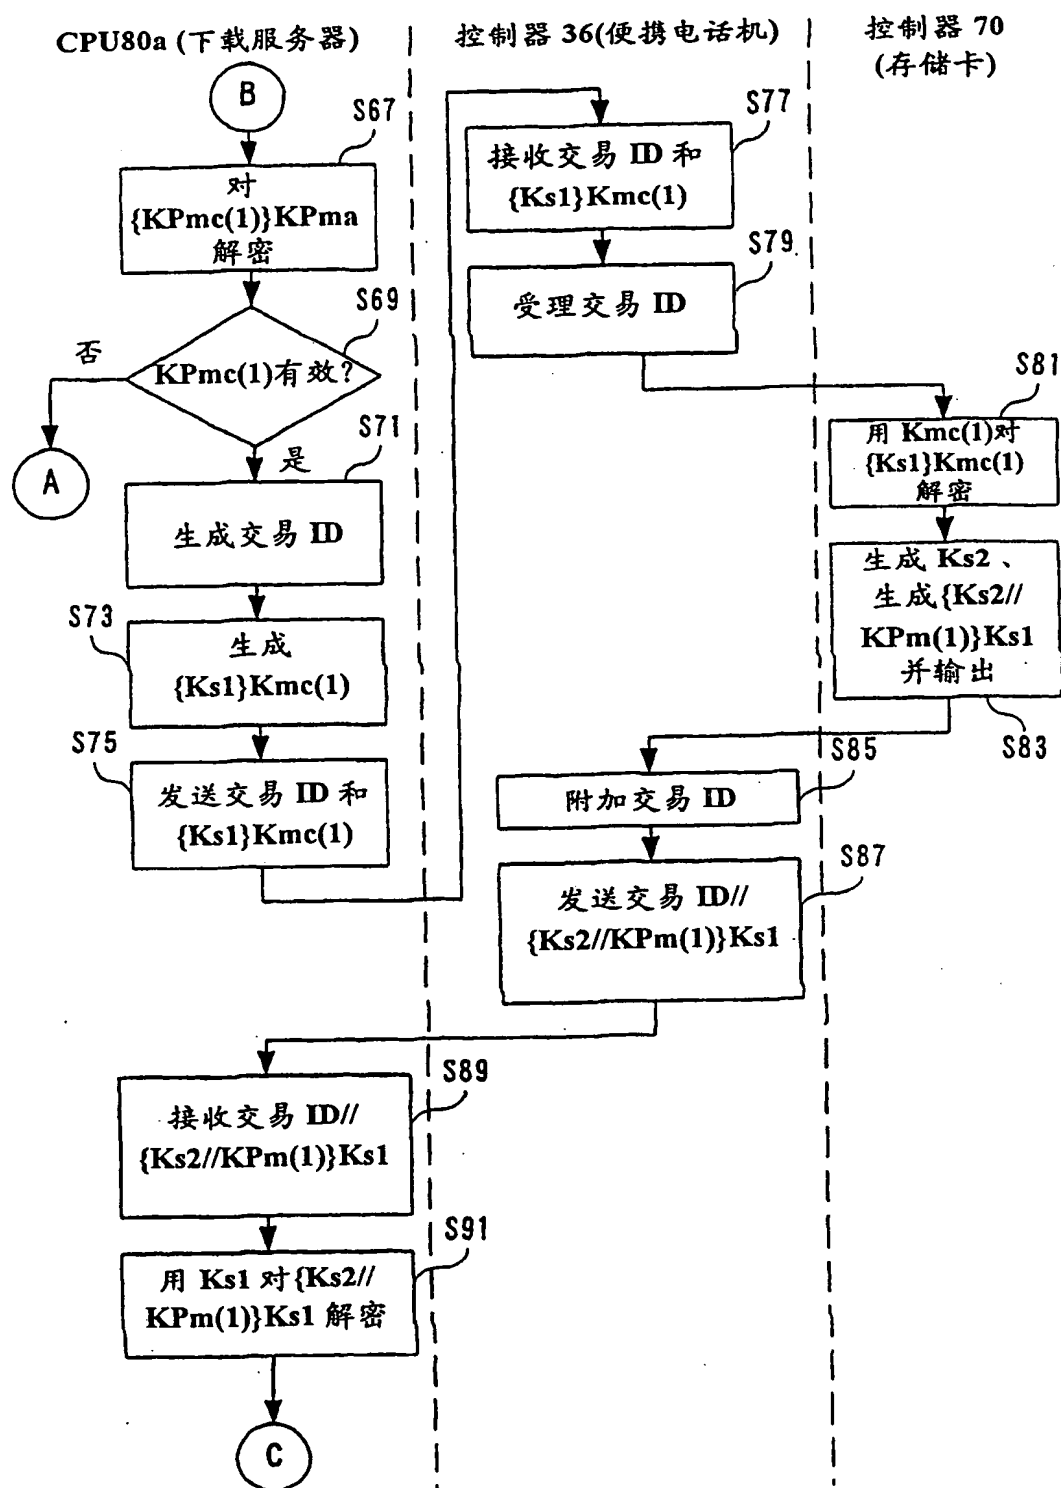 CPU80a (下载服务器)
控制器 36(便携电话机)
控制器 70
(存储卡)
B
S67
对
{KPmc(1)}KPma
解密
S69
KPmc(1)有效?
否
A
是
S71
生成交易 ID
S73
生成
{Ks1}Kmc(1)
S75
发送交易 ID 和
{Ks1}Kmc(1)
S77
接收交易 ID 和
{Ks1}Kmc(1)
S79
受理交易 ID
S81
用 Kmc(1)对
{Ks1}Kmc(1)
解密
生成 Ks2 、
生成{Ks2//
KPm(1)}Ks1
并输出
S83
S85
附加交易 ID
S87
发送交易 ID//
{Ks2//KPm(1)}Ks1
S89
接收交易 ID//
{Ks2//KPm(1)}Ks1
S91
用 Ks1 对{Ks2//
KPm(1)}Ks1 解密
C